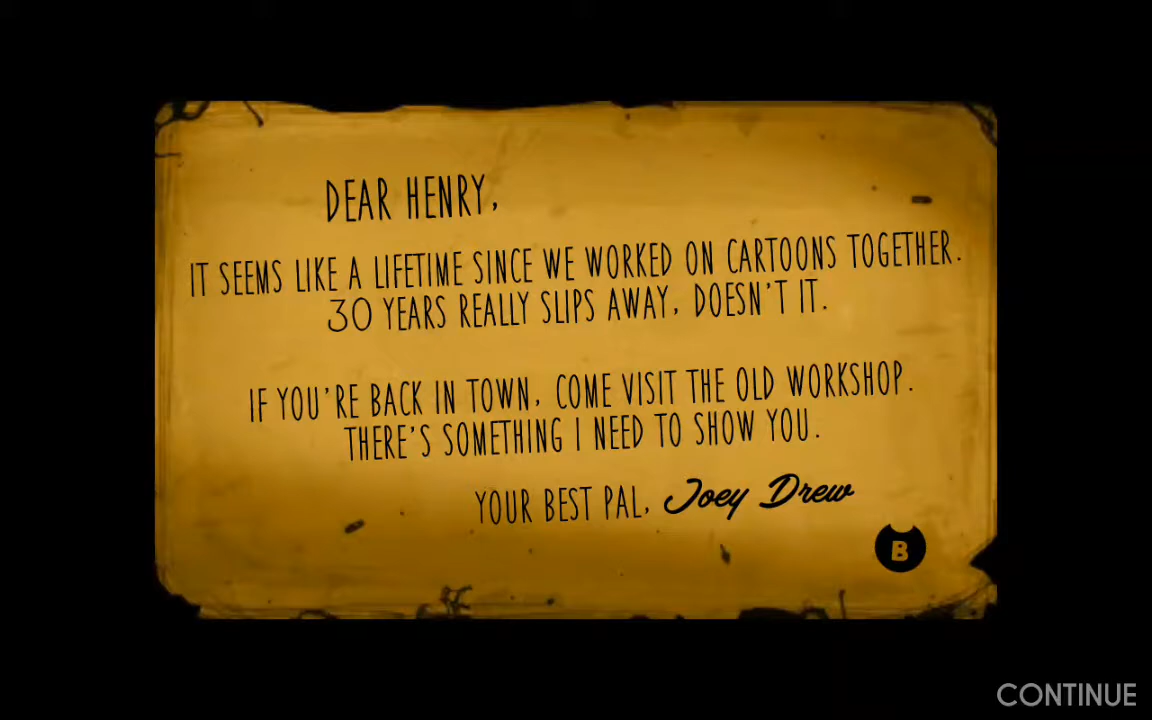 DEAR HENRY,
IT SEEMS LIKE A LIFETIME SINCE WE WORKED ON CARTOONS TOGETHER.
30 YEARS REALLY SLIPS AWAY, DOESN'T IT.
IF YOU'RE BACK IN TOWN, COME VISIT THE OLD WORKSHOP.
THERE'S SOMETHING I NEED TO SHOW YOU.
YOUR BEST PAL, Joey Drew
B
CONTINUE